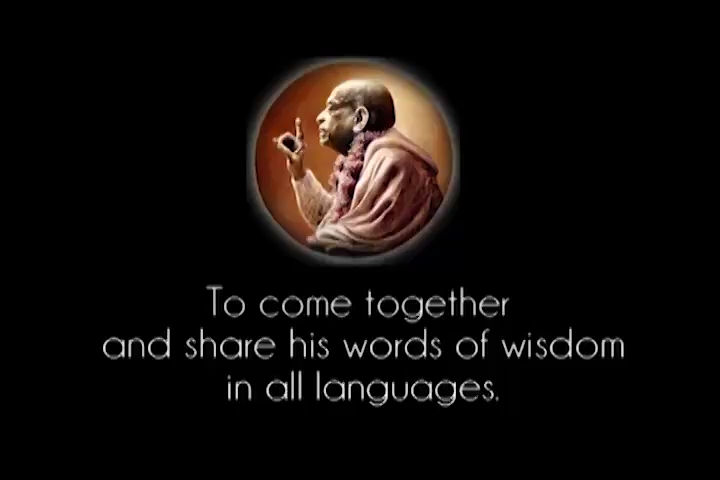 To come together
and share his words of wisdom
in all languages.